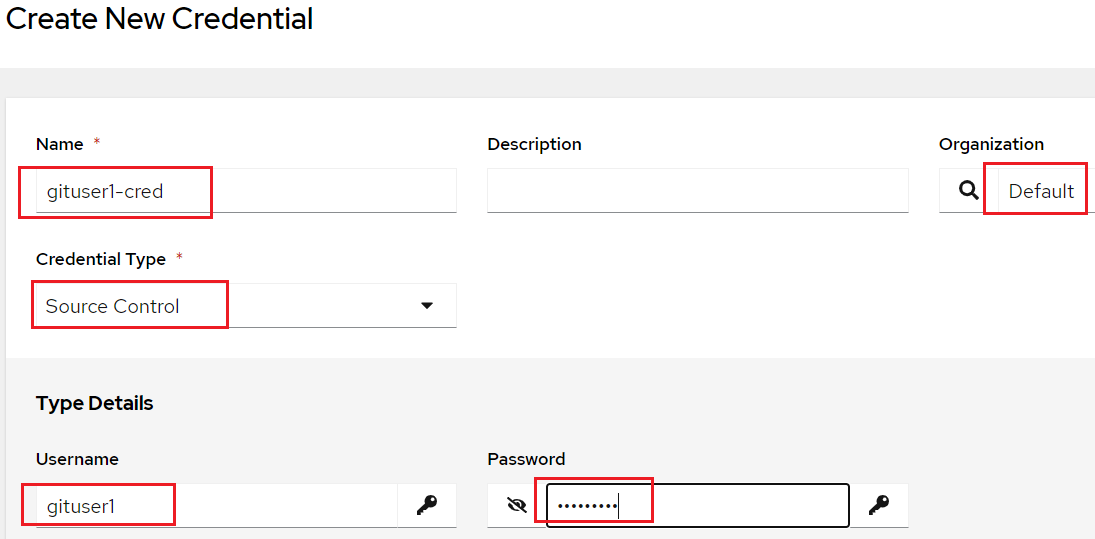 Create New Credential
Name *
Description
Organization
gituser1-cred
Default
Credential Type *
Source Control
Type Details
Username
Password
gituser1
•••••••••